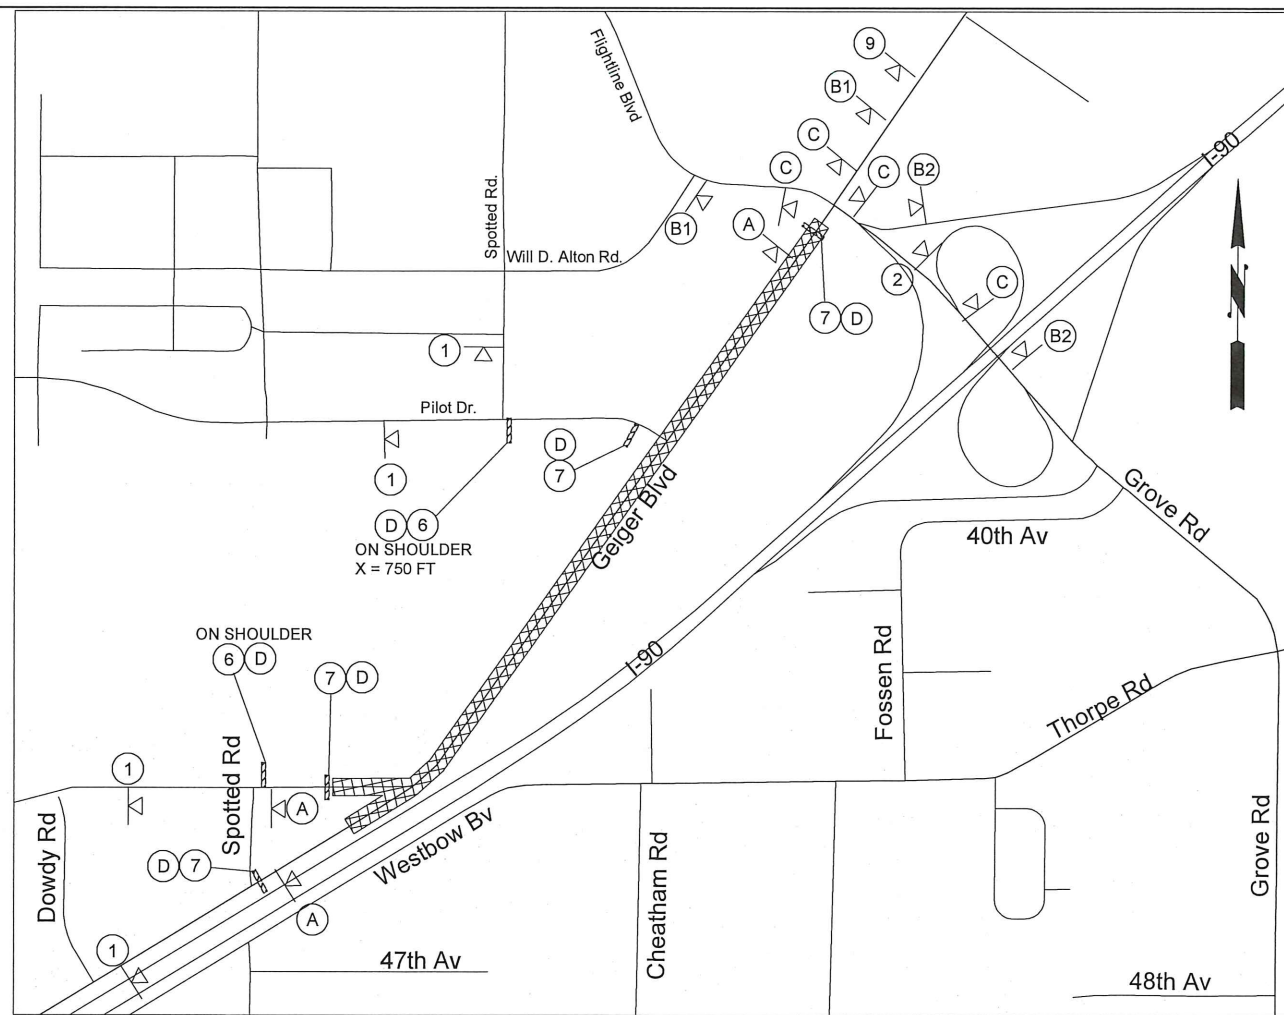 Flightline Blvd
9
B1
C
C
C
B2
I-90
Spotted Rd.
B1
A
Will D. Alton Rd.
2
C
7 D
B2
1
Pilot Dr.
D
7
1
D 6
ON SHOULDER
X = 750 FT
Geiger Blvd
Grove Rd
40th Av
ON SHOULDER
6 D
7 D
I-90
Fossen Rd
Thorpe Rd
1
Spotted Rd
A
Dowdy Rd
D 7
Westbow Bv
Cheatham Rd
Grove Rd
A
1
47th Av
48th Av
N